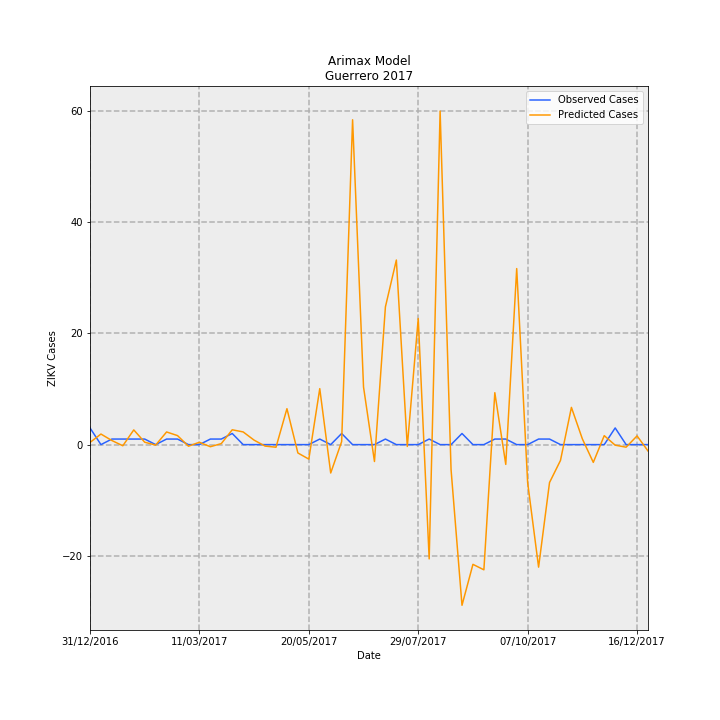 Arimax Model
Guerrero 2017
Observed Cases
Predicted Cases
60
40
20
0
−20
ZIKV Cases
31/12/2016
11/03/2017
20/05/2017
29/07/2017
07/10/2017
16/12/2017
Date